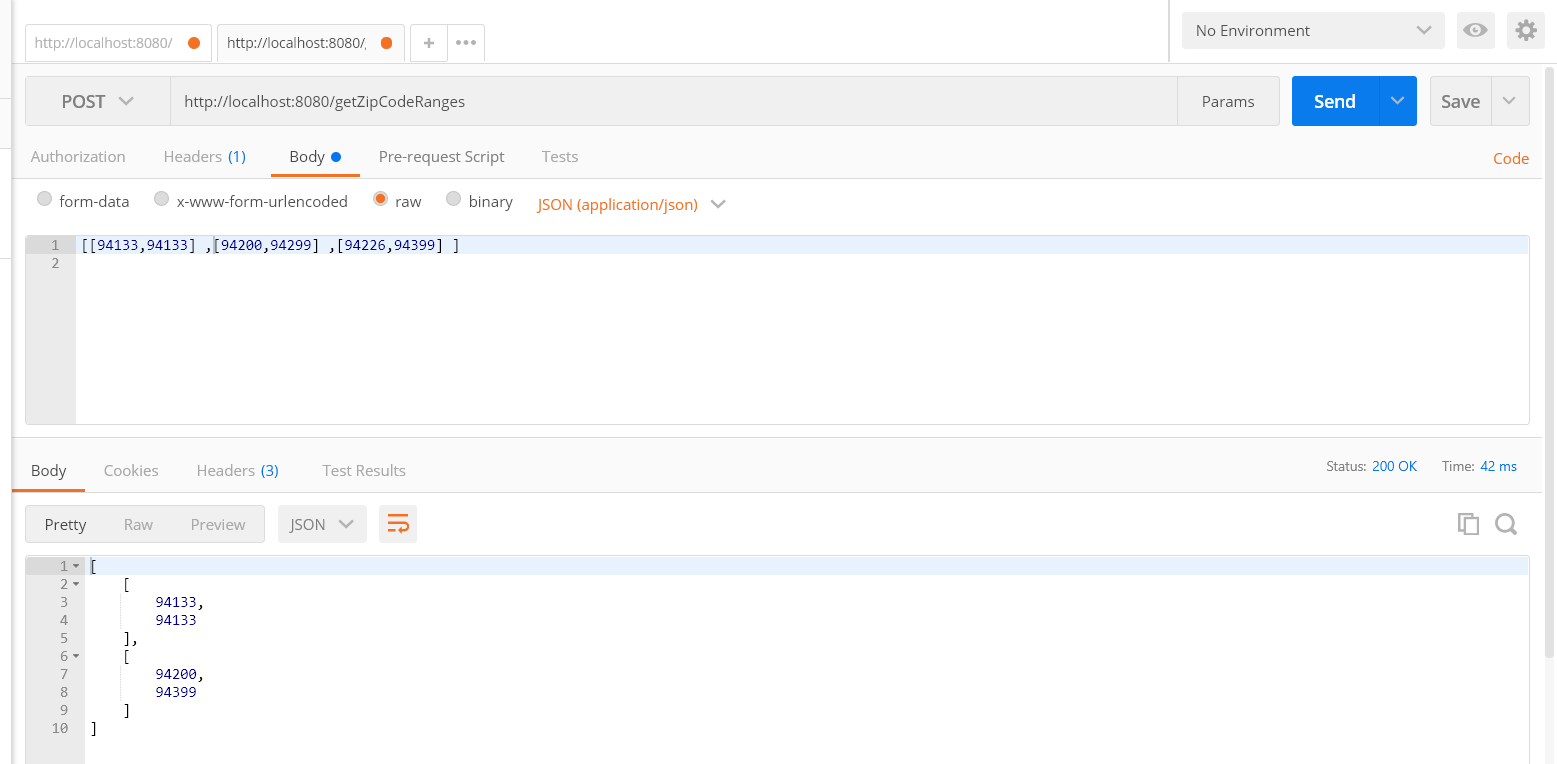 http://localhost:8080/
http://localhost:8080/
No Environment
POST
http://localhost:8080/getZipCodeRanges
Params
Send
Save
Authorization
Headers (1)
Body
Pre-request Script
Tests
Code
form-data
x-www-form-urlencoded
raw
binary
JSON (application/json)
1 [[94133,94133] ,[94200,94299] ,[94226,94399] ]
2
Body
Cookies
Headers (3)
Test Results
Status: 200 OK
Time: 42 ms
Pretty
Raw
Preview
JSON
1 [
2 [
3 94133,
4 94133
5 ],
6 [
7 94200,
8 94399
9 ]
10 ]